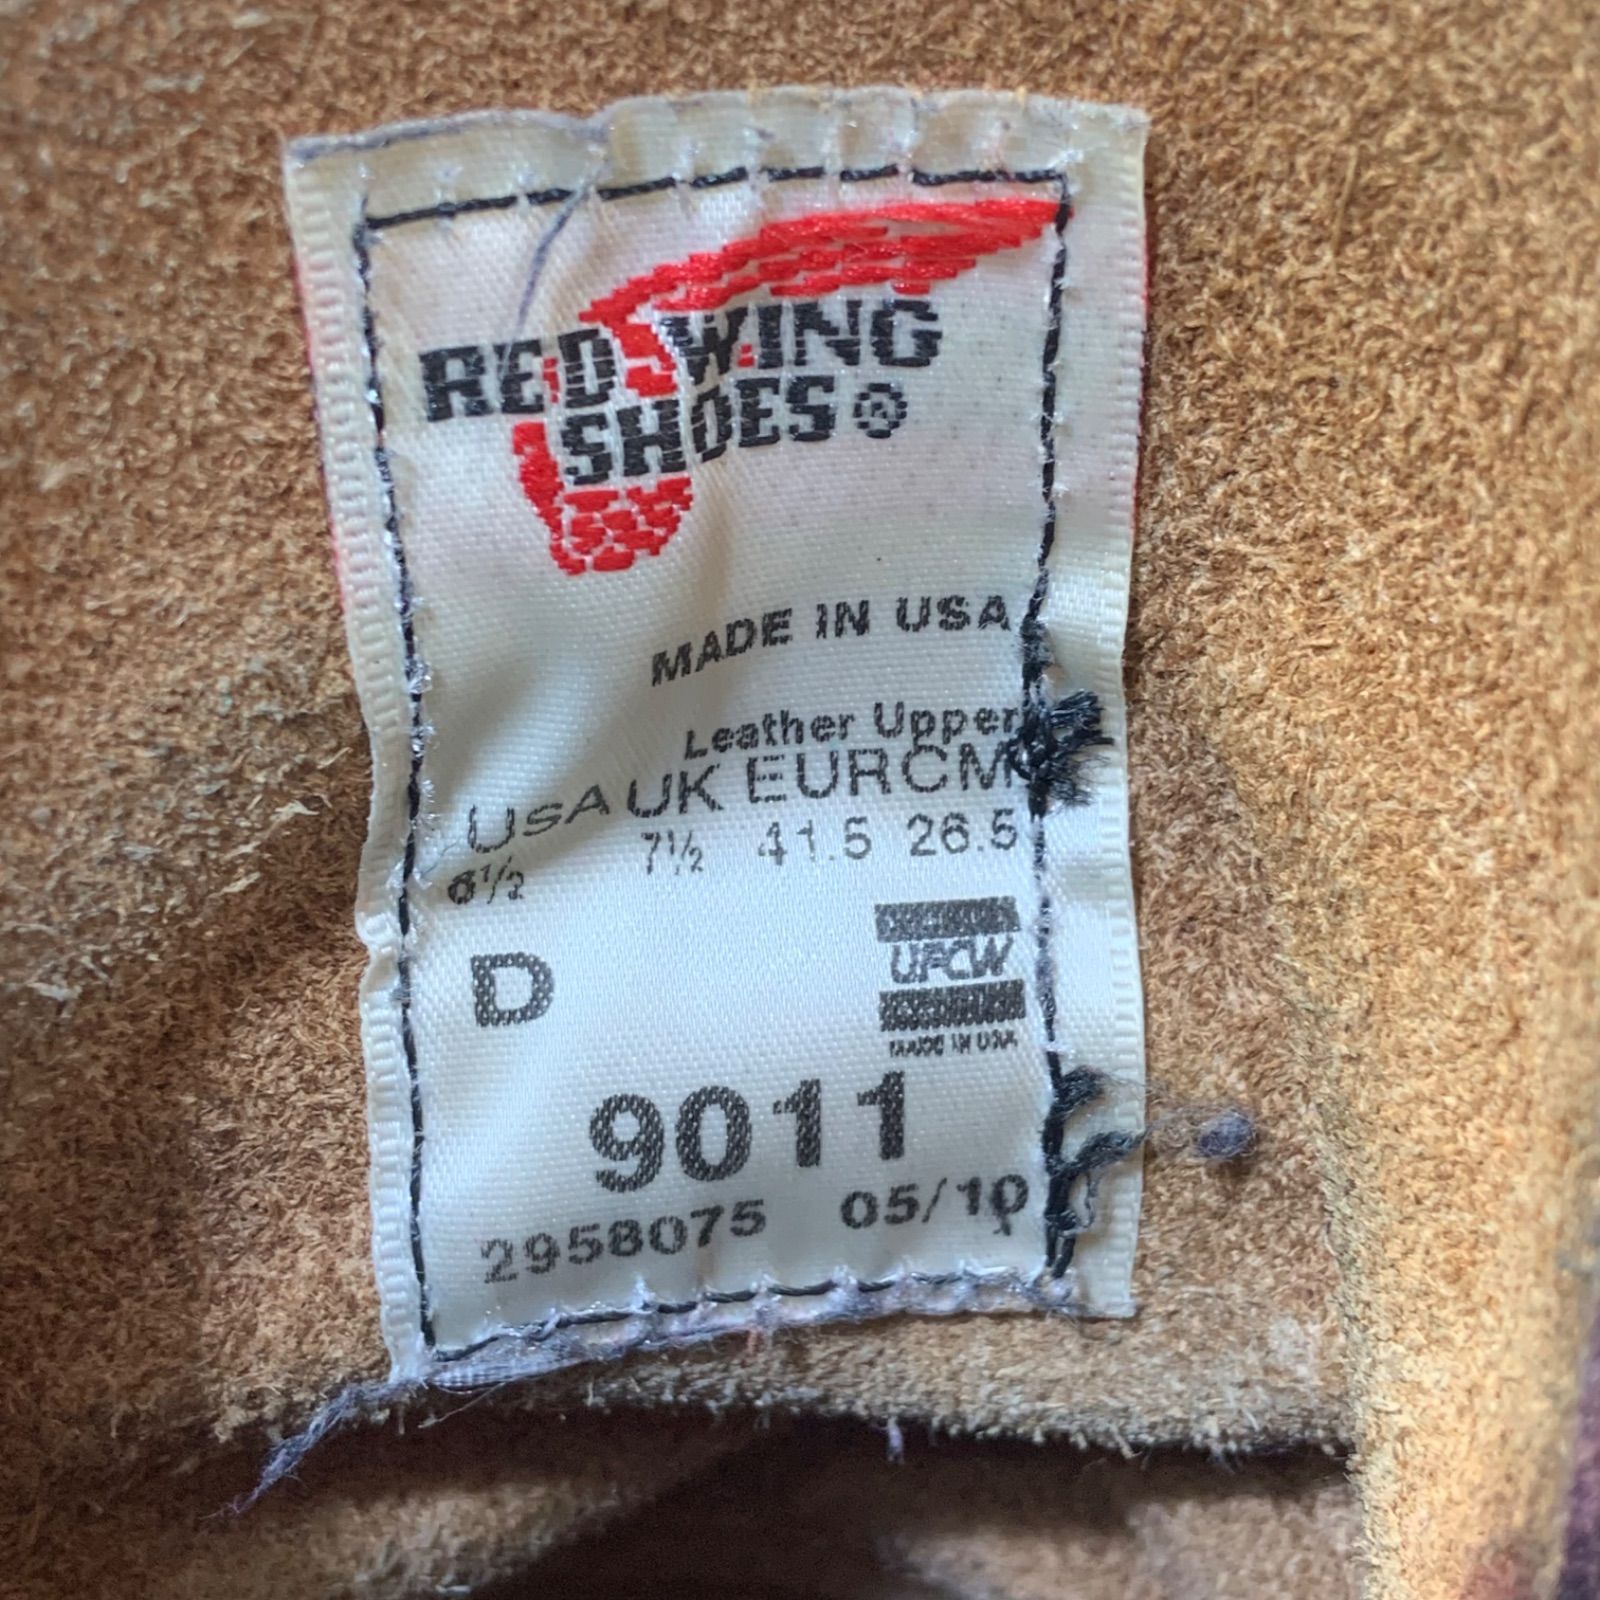 RED WING
SHOES®
MADE IN USA
Leather Upper
USA UK EUR CM
8½ 7½ 41.5 26.5
D
UFCW
MADE IN USA
9011
2958075 05/10